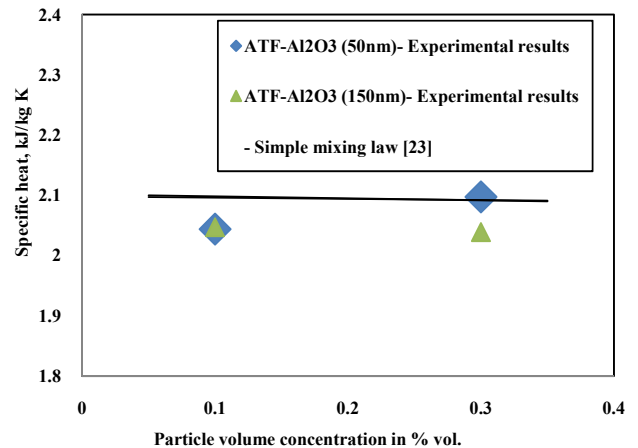 2.4
2.3
2.2
2.1
2
1.9
1.8
Specific heat, kJ/kg K
ATF-Al2O3 (50nm)- Experimental results
ATF-Al2O3 (150nm)- Experimental results
- Simple mixing law [23]
0 0.1 0.2 0.3 0.4
Particle volume concentration in % vol.